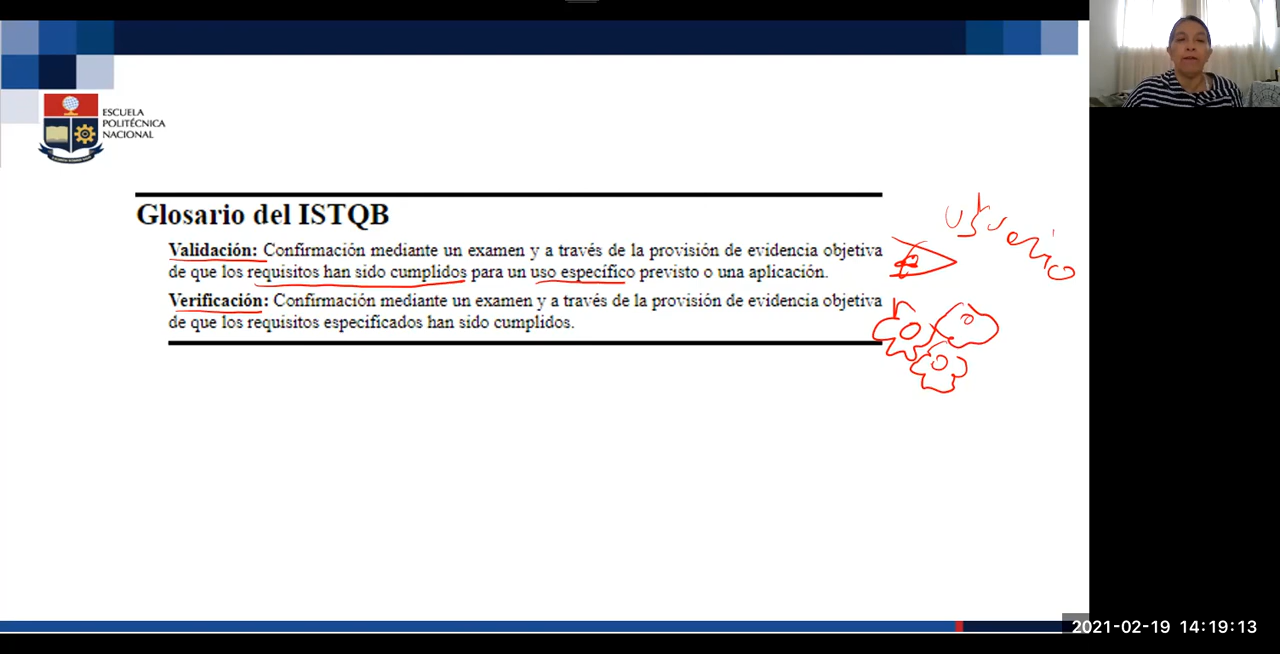 ESCUELA
POLITÉCNICA
NACIONAL
Glosario del ISTQB
Validación: Confirmación mediante un examen y a través de la provisión de evidencia objetiva
de que los requisitos han sido cumplidos para un uso específico previsto o una aplicación.
Verificación: Confirmación mediante un examen y a través de la provisión de evidencia objetiva
de que los requisitos especificados han sido cumplidos.
usuario
2021-02-19 14:19:13